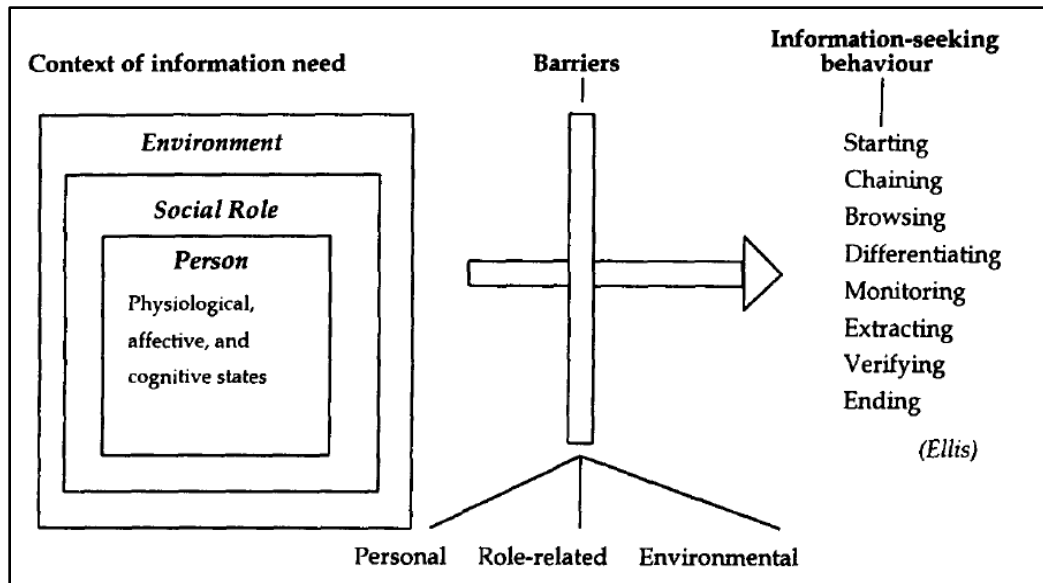 Context of information need
Environment
Social Role
Person
Physiological,
affective, and
cognitive states
Barriers
Personal
Role-related
Environmental
Information-seeking
behaviour
Starting
Chaining
Browsing
Differentiating
Monitoring
Extracting
Verifying
Ending
(Ellis)